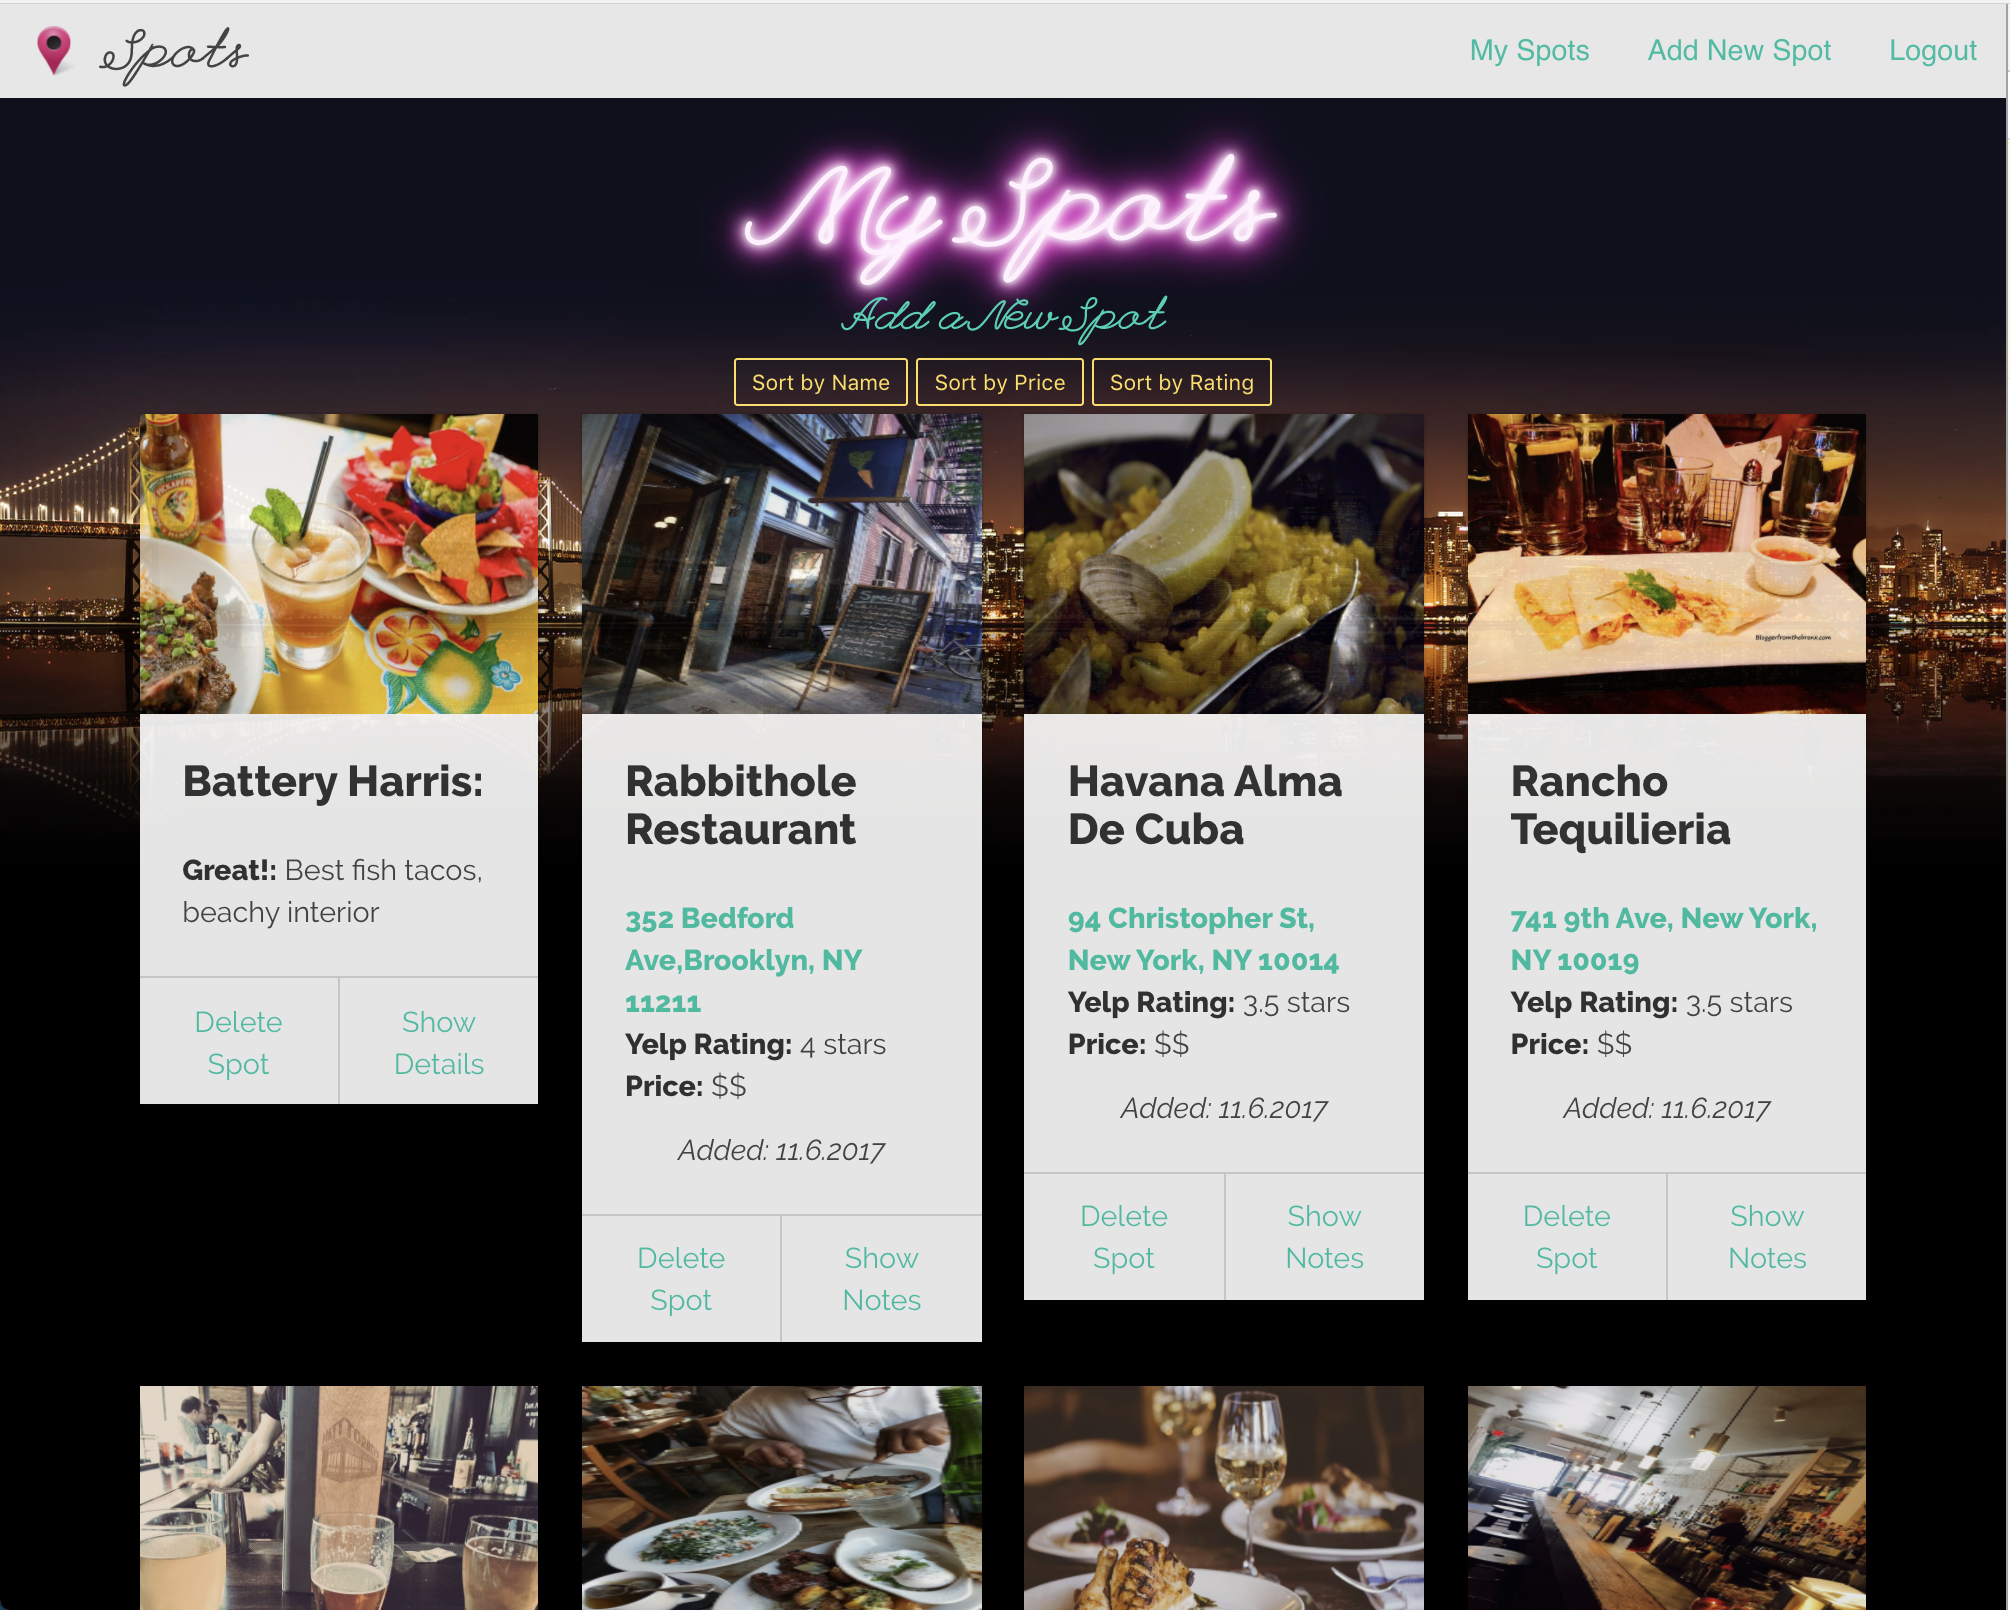 Spots
My Spots
Add New Spot
Logout
My Spots
Add a New Spot
Sort by Name
Sort by Price
Sort by Rating
PICKAPEPPA
Special
Bloggerfromthebronx.com
Battery Harris:
Great!: Best fish tacos,
beachy interior
Delete
Spot
Show
Details
Rabbithole
Restaurant
352 Bedford
Ave,Brooklyn, NY
11211
Yelp Rating: 4 stars
Price: $$
Added: 11.6.2017
Delete
Spot
Show
Notes
Havana Alma
De Cuba
94 Christopher St,
New York, NY 10014
Yelp Rating: 3.5 stars
Price: $$
Added: 11.6.2017
Delete
Spot
Show
Notes
Rancho
Tequilieria
741 9th Ave, New York,
NY 10019
Yelp Rating: 3.5 stars
Price: $$
Added: 11.6.2017
Delete
Spot
Show
Notes